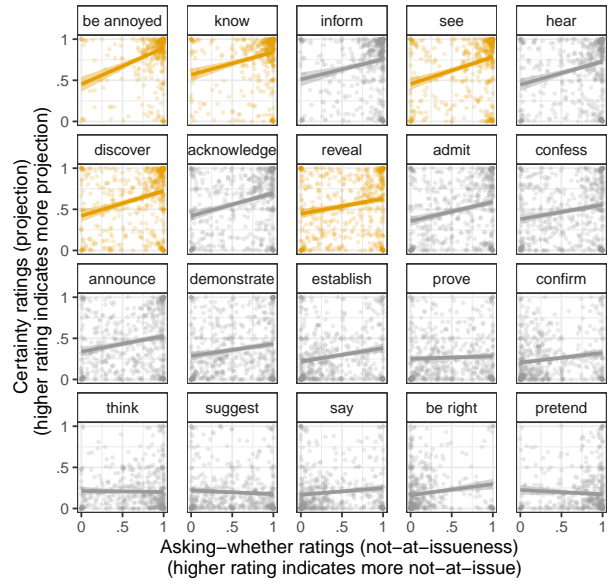 be annoyed know inform see hear
1
.5
0
discover acknowledge reveal admit confess
1
.5
0
announce demonstrate establish prove confirm
1
.5
0
think suggest say be right pretend
1
.5
0
0 .5 1 0 .5 1 0 .5 1 0 .5 1 0 .5 1
Certainty ratings (projection)
(higher rating indicates more projection)
Asking−whether ratings (not−at−issueness)
(higher rating indicates more not−at−issue)